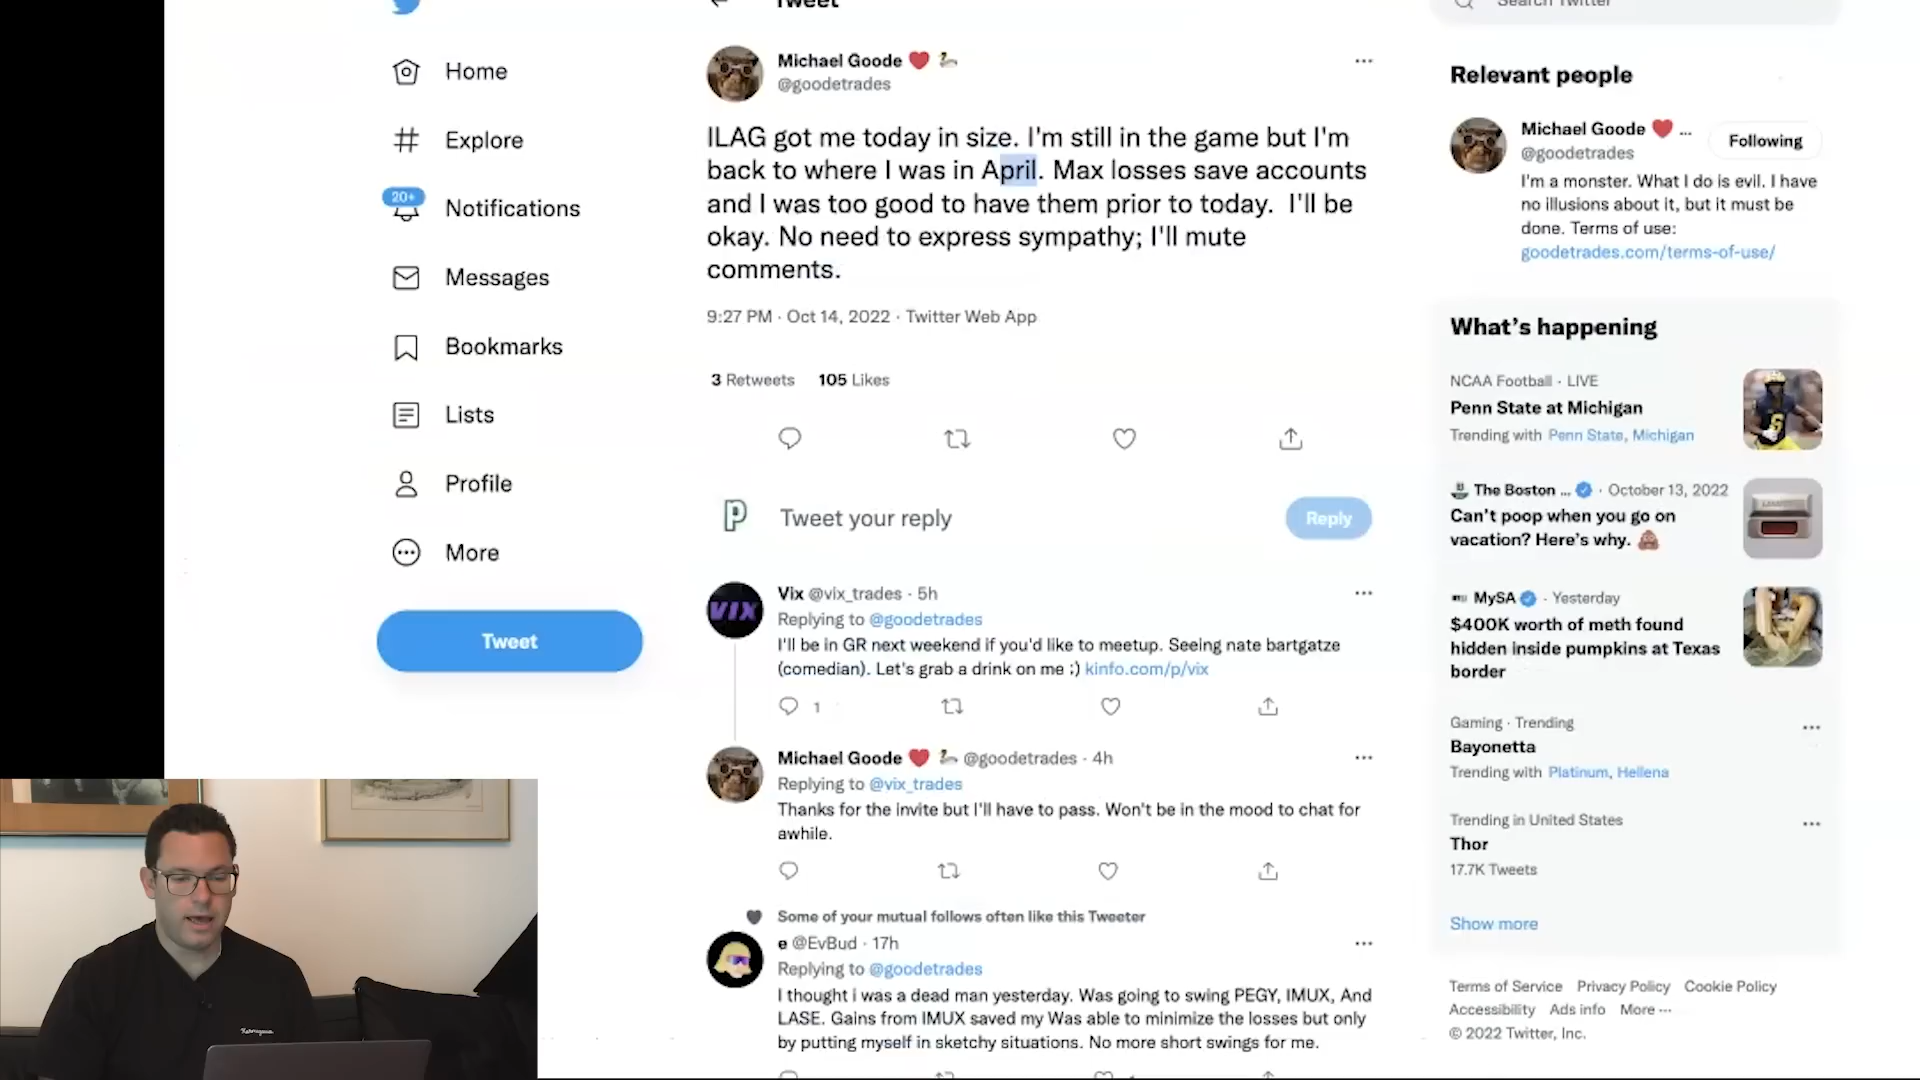 Tweet
Search Twitter
Home
Explore
20+
Notifications
Messages
Bookmarks
Lists
Profile
More
Tweet
Michael Goode ❤️ 🦢
@goodetrades
ILAG got me today in size. I'm still in the game but I'm
back to where I was in April. Max losses save accounts
and I was too good to have them prior to today. I'll be
okay. No need to express sympathy; I'll mute
comments.
9:27 PM · Oct 14, 2022 · Twitter Web App
3 Retweets 105 Likes
Tweet your reply
Reply
VIX
Vix @vix_trades · 5h
Replying to @goodetrades
I'll be in GR next weekend if you'd like to meetup. Seeing nate bartgatze
(comedian). Let's grab a drink on me ;) kinfo.com/p/vix
1
Michael Goode ❤️ 🦢 @goodetrades · 4h
Replying to @vix_trades
Thanks for the invite but I'll have to pass. Won't be in the mood to chat for
awhile.
Some of your mutual follows often like this Tweeter
e @EvBud · 17h
Replying to @goodetrades
I thought i was a dead man yesterday. Was going to swing PEGY, IMUX, And
LASE. Gains from IMUX saved my Was able to minimize the losses but only
by putting myself in sketchy situations. No more short swings for me.
Relevant people
Michael Goode ❤️ ...
@goodetrades
Following
I'm a monster. What I do is evil. I have
no illusions about it, but it must be
done. Terms of use:
goodetrades.com/terms-of-use/
What's happening
NCAA Football · LIVE
Penn State at Michigan
Trending with Penn State, Michigan
The Boston ... · October 13, 2022
Can't poop when you go on
vacation? Here's why. 💩
MySA · Yesterday
$400K worth of meth found
hidden inside pumpkins at Texas
border
Gaming · Trending
Bayonetta
Trending with Platinum, Hellena
Trending in United States
Thor
17.7K Tweets
Show more
Terms of Service Privacy Policy Cookie Policy
Accessibility Ads info More ···
© 2022 Twitter, Inc.